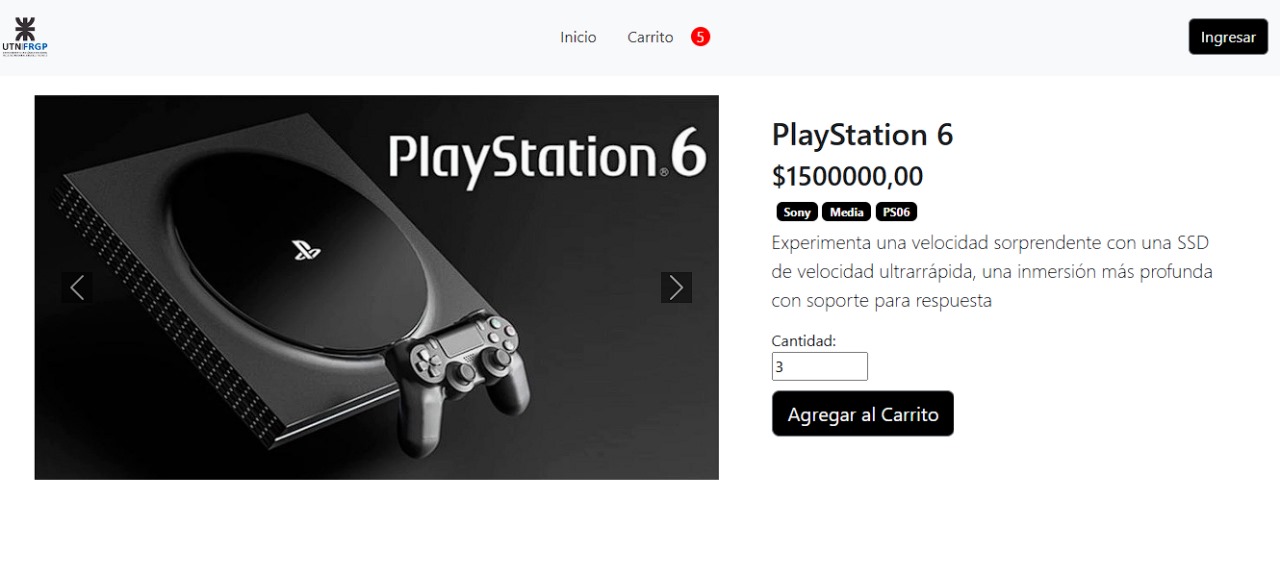 UTN FRGP
Inicio
Carrito
5
Ingresar
PlayStation®6
PlayStation 6
$1500000,00
Sony Media PS06
Experimenta una velocidad sorprendente con una SSD
de velocidad ultrarrápida, una inmersión más profunda
con soporte para respuesta
Cantidad:
3
Agregar al Carrito